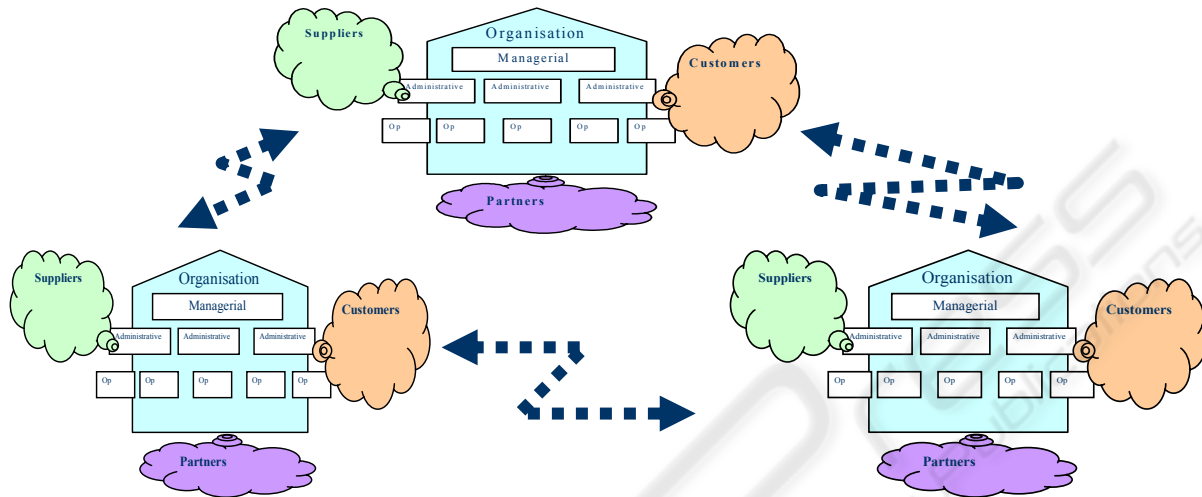 Suppliers
Organisation
Managerial
Customers
Administrative
Administrative
Administrative
Op
Op
Op
Op
Op
Partners
Suppliers
Organisation
Managerial
Customers
Administrative
Administrative
Administrative
Op
Op
Op
Op
Op
Partners
Suppliers
Organisation
Managerial
Customers
Administrative
Administrative
Administrative
Op
Op
Op
Op
Op
Partners